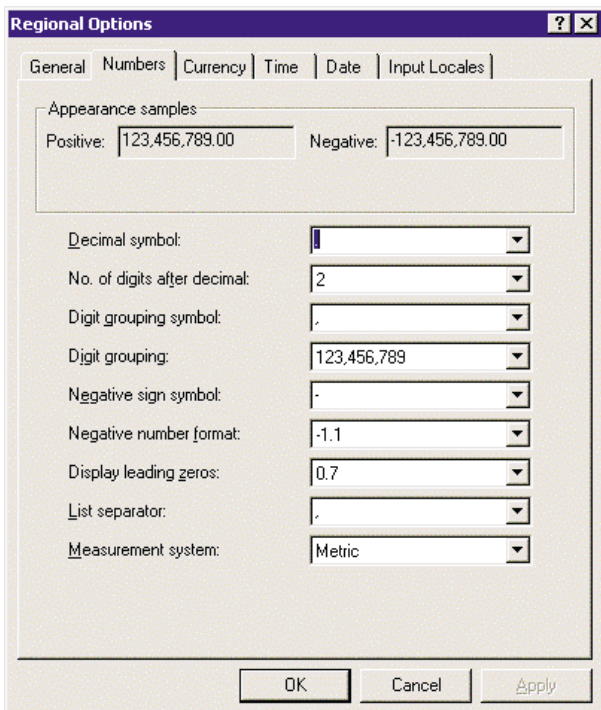 Regional Options
General Numbers Currency Time Date Input Locales
Appearance samples
Positive: 123,456,789.00 Negative: -123,456,789.00
Decimal symbol: .
No. of digits after decimal: 2
Digit grouping symbol: ,
Digit grouping: 123,456,789
Negative sign symbol: -
Negative number format: -1.1
Display leading zeros: 0.7
List separator: ,
Measurement system: Metric
OK Cancel Apply